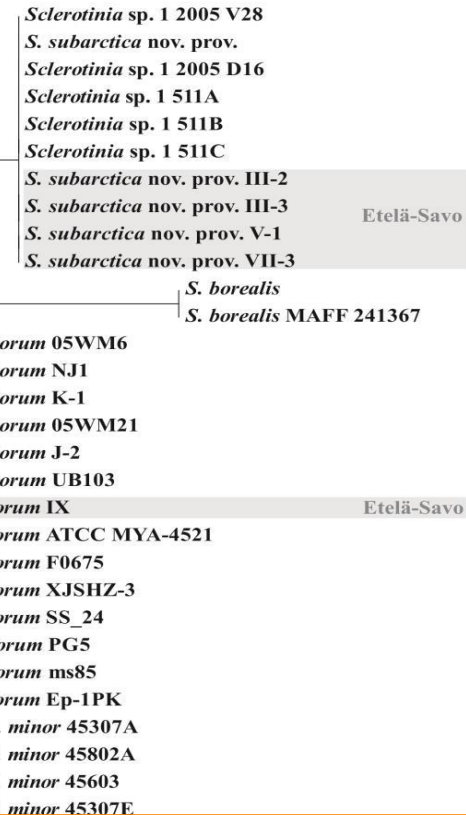 Sclerotinia sp. 1 2005 V28
S. subarctica nov. prov.
Sclerotinia sp. 1 2005 D16
Sclerotinia sp. 1 511A
Sclerotinia sp. 1 511B
Sclerotinia sp. 1 511C
S. subarctica nov. prov. III-2
S. subarctica nov. prov. III-3
Etelä-Savo
S. subarctica nov. prov. V-1
S. subarctica nov. prov. VII-3
S. borealis
S. borealis MAFF 241367
orum 05WM6
orum NJ1
orum K-1
orum 05WM21
orum J-2
orum UB103
orum IX Etelä-Savo
orum ATCC MYA-4521
orum F0675
orum XJSHZ-3
orum SS_24
orum PG5
orum ms85
orum Ep-1PK
. minor 45307A
minor 45802A
minor 45603
minor 45307E